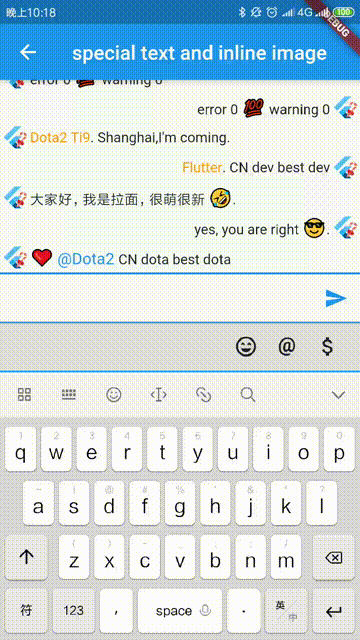 晚上10:18
4G
100
DEBUG
special text and inline image
error 0 💯 warning 0
error 0 💯 warning 0
Dota2 Ti9. Shanghai,I'm coming.
Flutter. CN dev best dev
大家好，我是拉面，很萌很新 🤣.
yes, you are right 😎.
❤️ @Dota2 CN dota best dota
@ $
1 2 3 4 5 6 7 8 9 0
q w e r t y u i o p
a s d f g h j k l
z x c v b n m
符 123 , space . 英 中